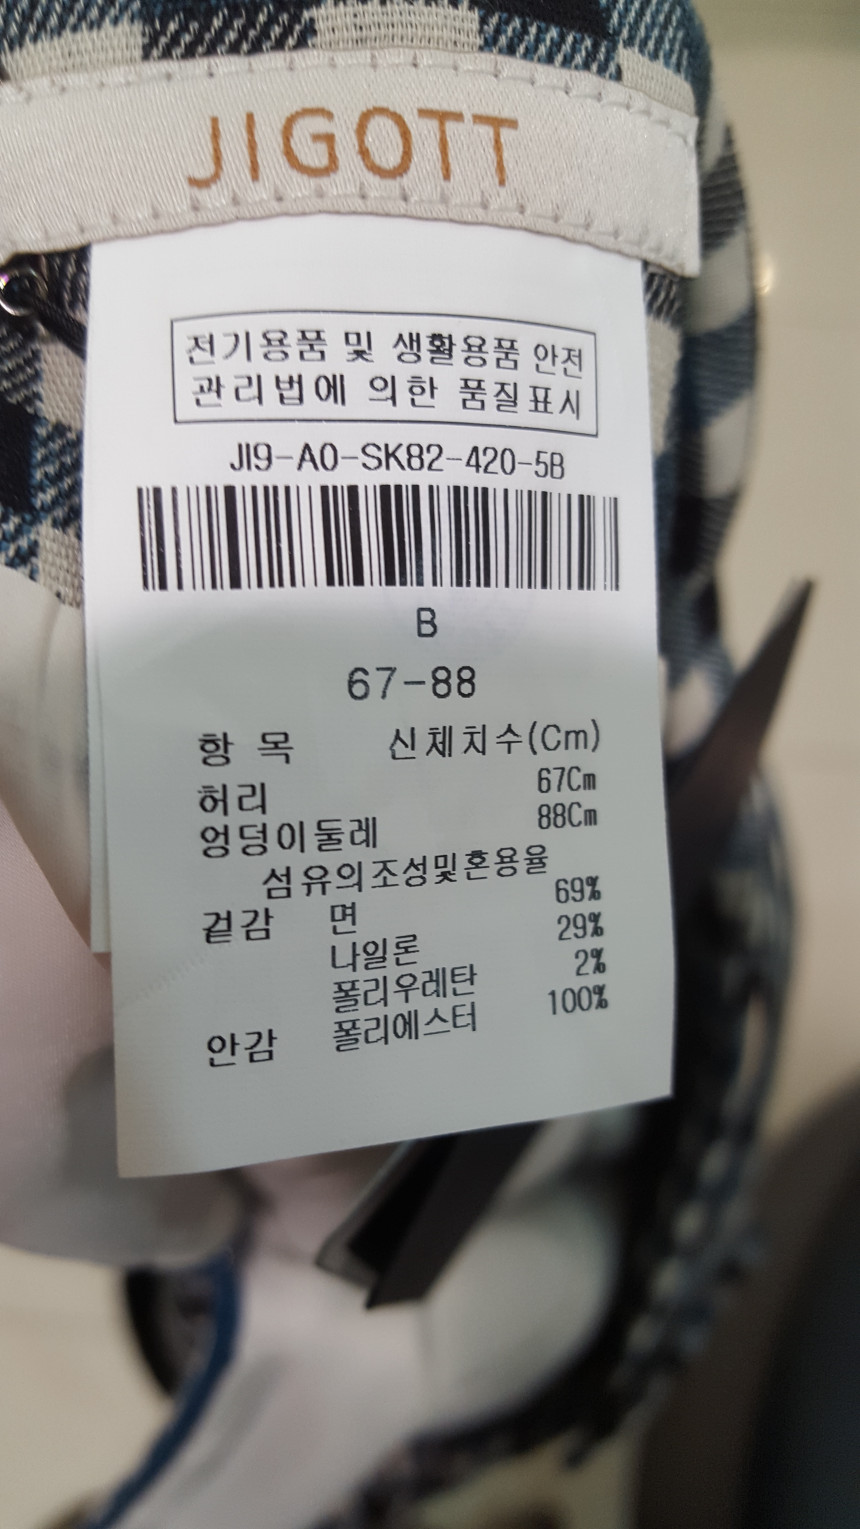 JIGOTT
전기용품 및 생활용품 안전
관리법에 의한 품질표시
JI9-A0-SK82-420-5B
B
67-88
항 목 신체치수(Cm)
허리 67Cm
엉덩이둘레 88Cm
섬유의조성및혼용율
겉감 면 69%
나일론 29%
폴리우레탄 2%
안감 폴리에스터 100%